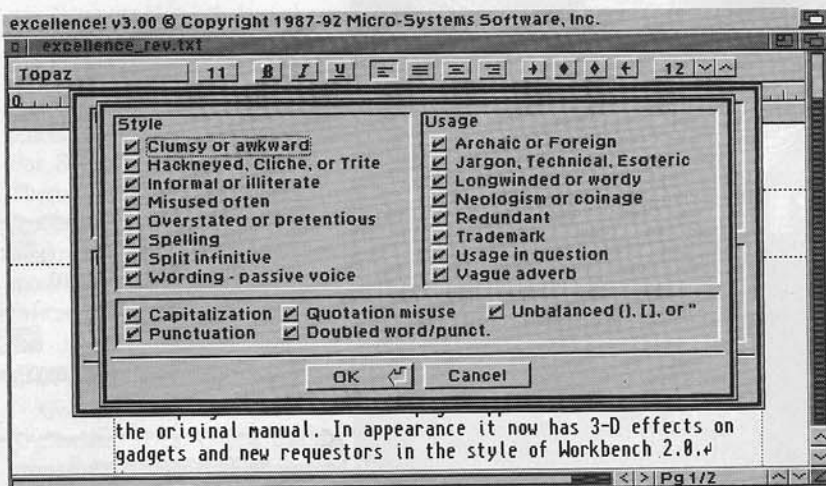 excellence! v3.00 © Copyright 1987-92 Micro-Systems Software, Inc.
excellence_rev.txt
Topaz 11 B I U 12
0
Style
Clumsy or awkward
Hackneyed, Cliche, or Trite
Informal or illiterate
Misused often
Overstated or pretentious
Spelling
Split infinitive
Wording - passive voice
Usage
Archaic or Foreign
Jargon, Technical, Esoteric
Longwinded or wordy
Neologism or coinage
Redundant
Trademark
Usage in question
Vague adverb
Capitalization Quotation misuse Unbalanced (), [], or "
Punctuation Doubled word/punct.
OK Cancel
the original manual. In appearance it now has 3-D effects on
gadgets and new requestors in the style of Workbench 2.0.↵
< > Pg 1/2